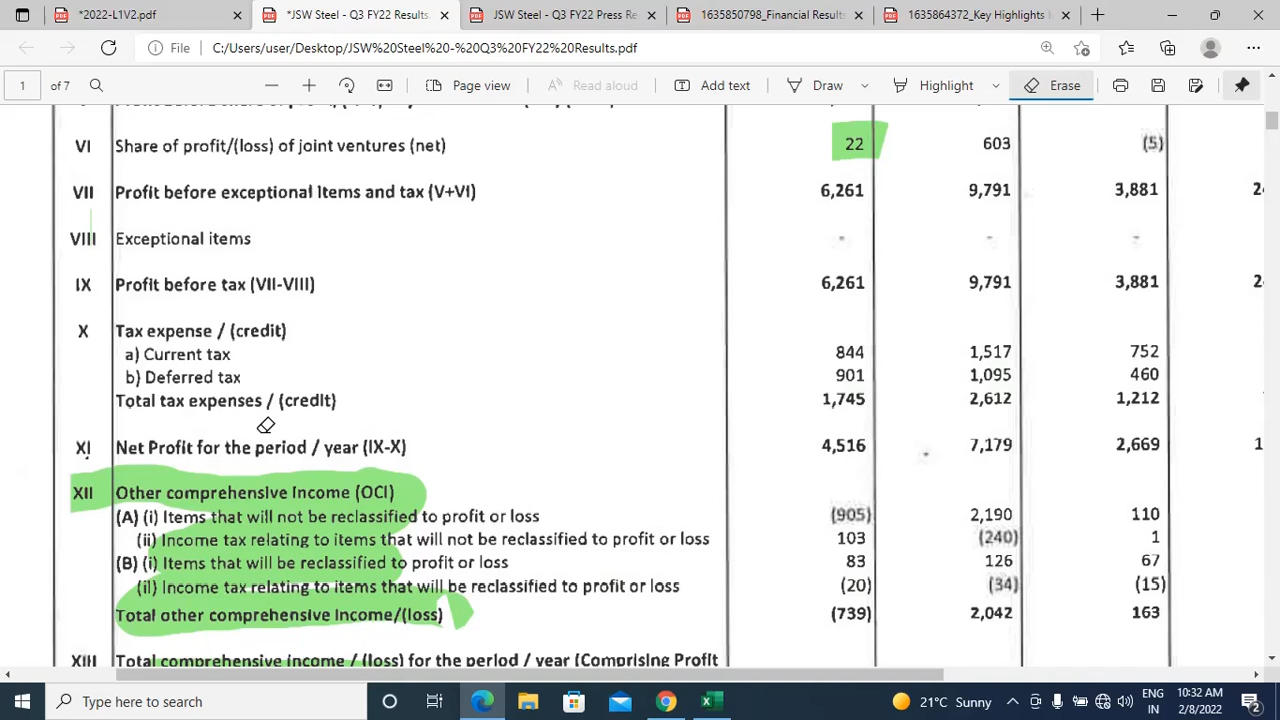 *2022-L1V2.pdf
*JSW Steel - Q3 FY22 Results.
JSW Steel - Q3 FY22 Press Re
1635850798_Financial Results
1635864372_Key Highlights
File
C:/Users/user/Desktop/JSW%20Steel%20-%20Q3%20FY22%20Results.pdf
1 of 7
Page view
Read aloud
Add text
Draw
Highlight
Erase
VI Share of profit/(loss) of joint ventures (net) 22 603 (5)
VII Profit before exceptional items and tax (V+VI) 6,261 9,791 3,881 2
VIII Exceptional items - - -
IX Profit before tax (VII-VIII) 6,261 9,791 3,881 2
X Tax expense / (credit)
a) Current tax 844 1,517 752
b) Deferred tax 901 1,095 460
Total tax expenses / (credit) 1,745 2,612 1,212
XI Net Profit for the period / year (IX-X) 4,516 7,179 2,669 1
XII Other comprehensive income (OCI)
(A) (i) Items that will not be reclassified to profit or loss (905) 2,190 110
(ii) Income tax relating to items that will not be reclassified to profit or loss 103 (240) 1
(B) (i) Items that will be reclassified to profit or loss 83 126 67
(ii) Income tax relating to items that will be reclassified to profit or loss (20) (34) (15)
Total other comprehensive income/(loss) (739) 2,042 163
XIII Total comprehensive income / (loss) for the period / year (Comprising Profit
Type here to search
21°C Sunny
ENG
IN
10:32 AM
2/8/2022
2